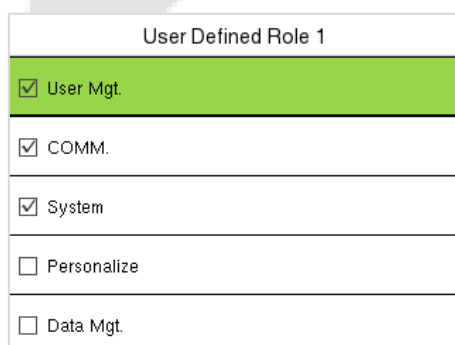 User Defined Role 1
User Mgt.
COMM.
System
Personalize
Data Mgt.